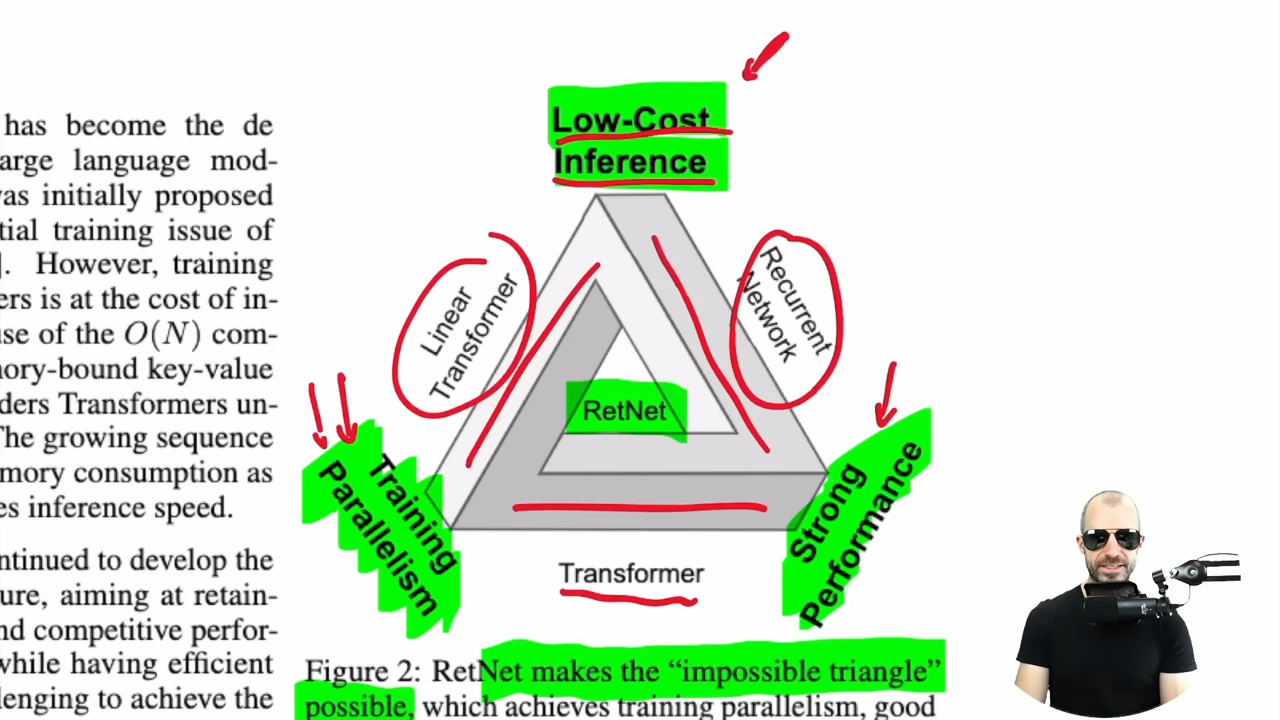 has become the de
arge language mod-
was initially proposed
tial training issue of
]. However, training
ers is at the cost of in-
use of the O(N) com-
mory-bound key-value
ders Transformers un-
The growing sequence
mory consumption as
es inference speed.
ntinued to develop the
ure, aiming at retain-
nd competitive perfor-
while having efficient
lenging to achieve the
Low-Cost
Inference
Linear
Transformer
Recurrent
Network
RetNet
Training
Parallelism
Strong
Performance
Transformer
Figure 2: RetNet makes the “impossible triangle”
possible, which achieves training parallelism, good